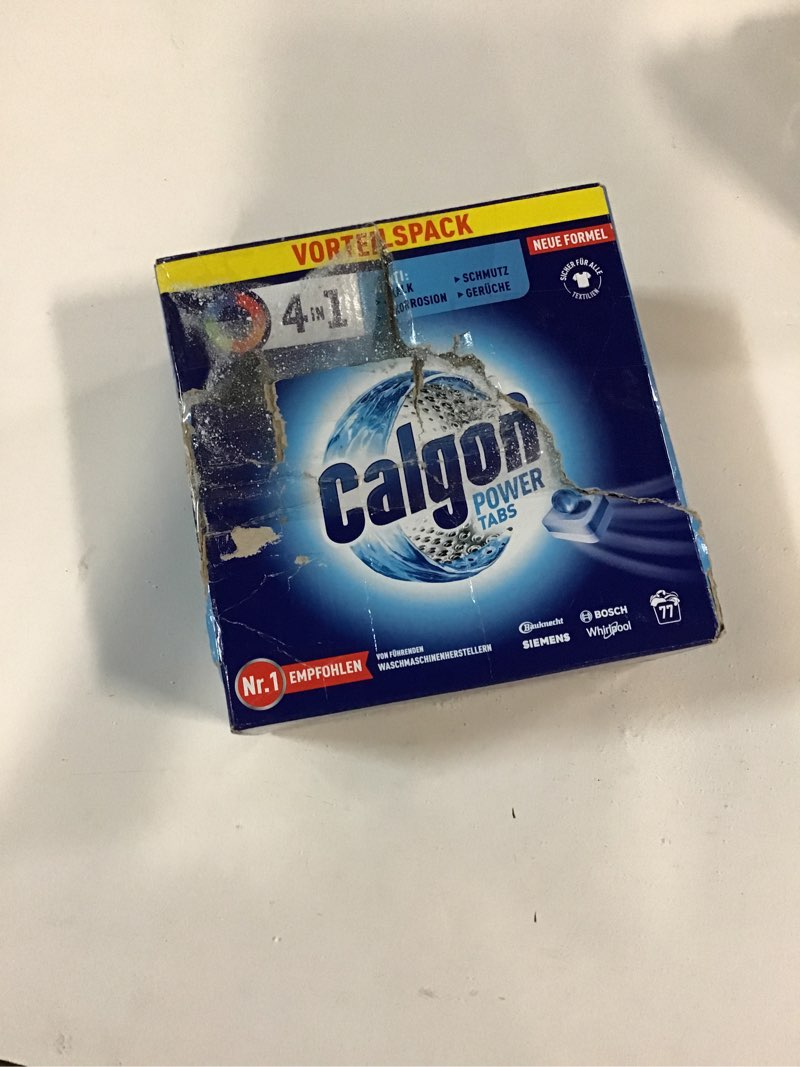 VORTEILSPACK
NEUE FORMEL
SICHER FÜR ALLE
TEXTILIEN
4 IN 1
SCHMUTZ
GERÜCHE
Calgon
POWER
TABS
77
Bauknecht
BOSCH
SIEMENS
Whirlpool
VON FÜHRENDEN
WASCHMASCHINENHERSTELLERN
Nr.1 EMPFOHLEN